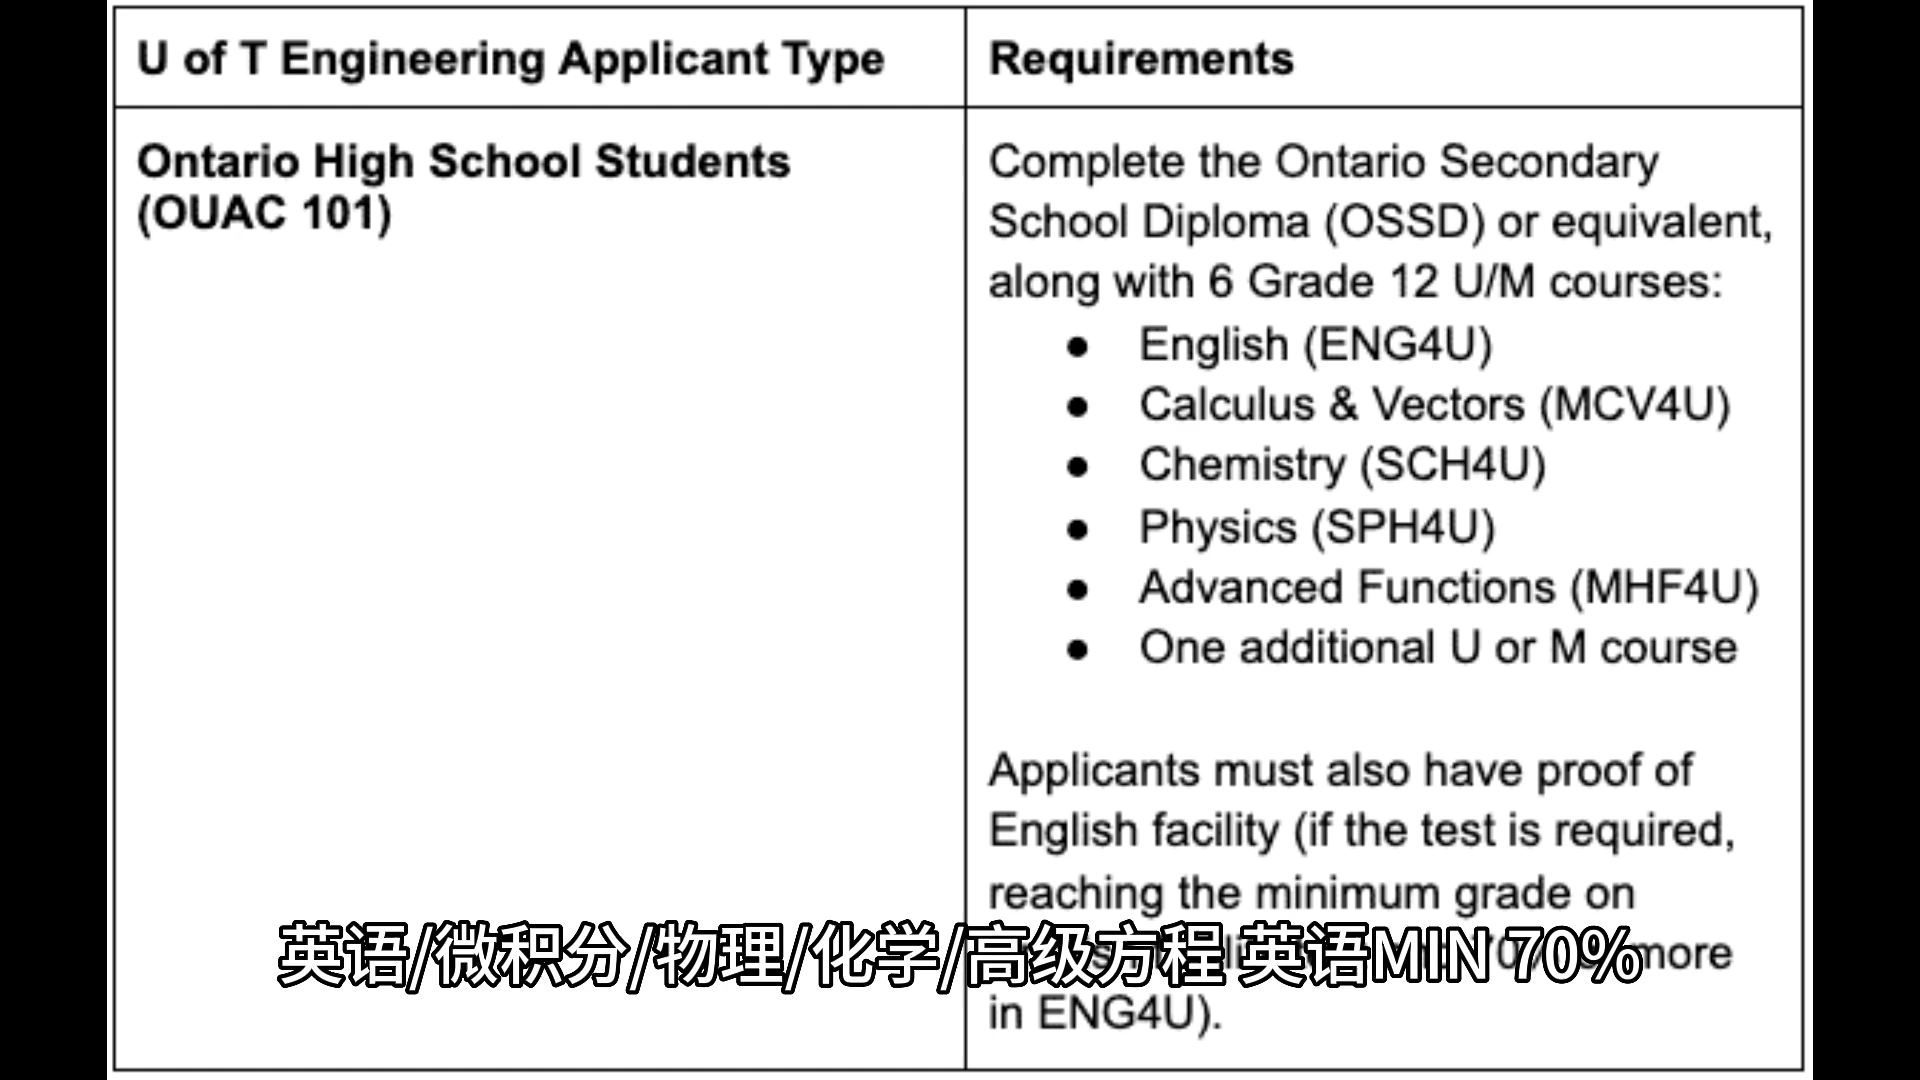 U of T Engineering Applicant Type
Requirements
Ontario High School Students
(OUAC 101)
Complete the Ontario Secondary
School Diploma (OSSD) or equivalent,
along with 6 Grade 12 U/M courses:
● English (ENG4U)
● Calculus & Vectors (MCV4U)
● Chemistry (SCH4U)
● Physics (SPH4U)
● Advanced Functions (MHF4U)
● One additional U or M course
Applicants must also have proof of
English facility (if the test is required,
reaching the minimum grade on
more
in ENG4U).
英语/微积分/物理/化学/高级方程 英语MIN 70%